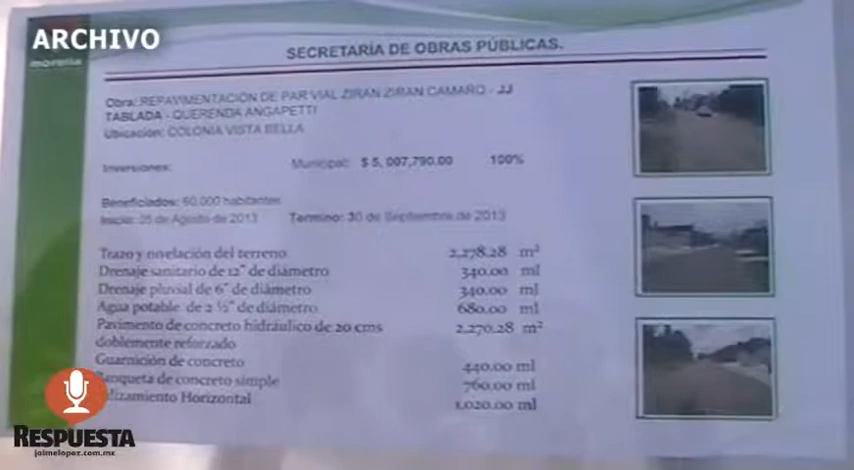 ARCHIVO
morelia
SECRETARÍA DE OBRAS PÚBLICAS.
Obra: REPAVIMENTACIÓN DE PAR VIAL ZIRAN ZIRAN CAMARO - JJ
TABLADA - QUERENDA ANGAPETTI
Ubicación: COLONIA VISTA BELLA
Inversiones: Municipal: $ 5, 097,790.00 100%
Beneficiados: 60,000 habitantes
Inicio: 05 de Agosto de 2013 Termino: 30 de Septiembre de 2013
Trazo y nivelación del terreno 2,278.28 m²
Drenaje sanitario de 12" de diámetro 340.00 ml
Drenaje pluvial de 6" de diámetro 340.00 ml
Agua potable de 2 ½" de diámetro 680.00 ml
Pavimento de concreto hidráulico de 20 cms 2,270.28 m²
doblemente reforzado
Guarnición de concreto 440.00 ml
Banqueta de concreto simple 760.00 ml
lizamiento Horizontal 1,020.00 ml
RESPUESTA
jaimelopez.com.mx